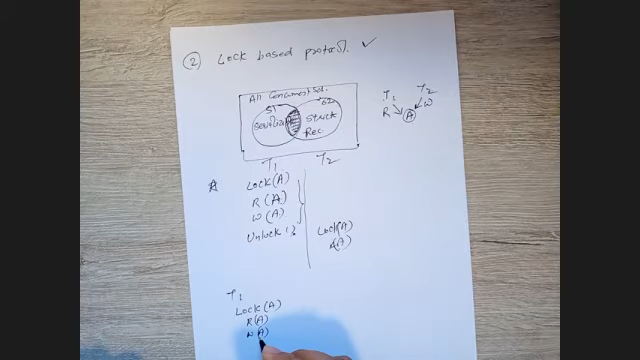 ② Lock based protocol. ✓
All Concurrent Sch.
S1 S2
Serializable Strict
Rec
T1 T2
R A W
T1 T2
Lock(A)
R(A)
W(A)
Unlock
Lock(A)
R(A)
T1
Lock(A)
R(A)
W(A)